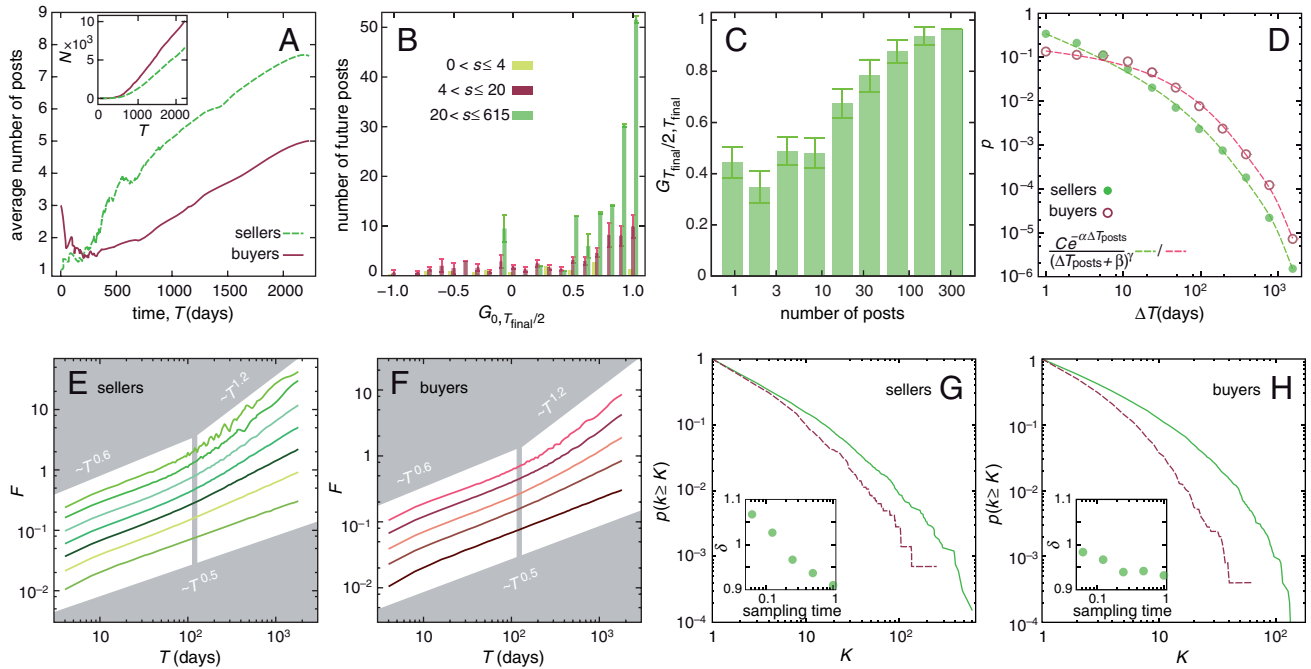 A
average number of posts
9
8
7
6
5
4
3
2
1
N×10³
10
5
0
0
1000
2000
T
sellers
buyers
0
500
1000
1500
2000
time, T(days)
B
number of future posts
50
40
30
20
10
0
0 < s ≤ 4
4 < s ≤ 20
20 < s ≤ 615
−1.0
−0.5
0
0.5
1.0
G0,Tfinal/2
C
GTfinal/2,Tfinal
1
0.8
0.6
0.4
0.2
0
1
3
10
30
100
300
number of posts
D
p
10⁰
10⁻¹
10⁻²
10⁻³
10⁻⁴
10⁻⁵
10⁻⁶
sellers
buyers
Ce^−αΔTposts
(ΔTposts + β)^γ
/
10⁰
10¹
10²
10³
ΔT(days)
E sellers
F
10
1
10⁻¹
10⁻²
~T^0.6
~T^1.2
~T^0.5
10
10²
10³
T (days)
F buyers
F
10
1
10⁻¹
10⁻²
~T^0.6
~T^1.2
~T^0.5
10
10²
10³
T (days)
sellers G
p(k≥ K)
10⁰
10⁻¹
10⁻²
10⁻³
10⁻⁴
δ
1.1
1
0.9
0.1
1
sampling time
1
10
10²
K
buyers H
p(k≥ K)
10⁰
10⁻¹
10⁻²
10⁻³
10⁻⁴
δ
1.1
1
0.9
0.1
1
sampling time
1
10
10²
K